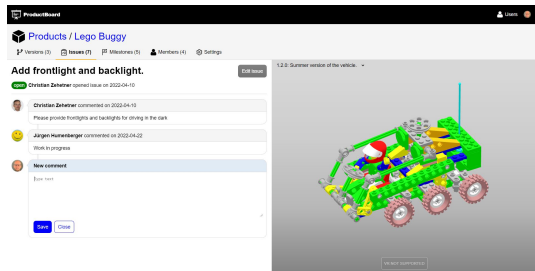 ProductBoard
Users
Products / Lego Buggy
Versions (3) Issues (7) Milestones (5) Members (4) Settings
Add frontlight and backlight.
Edit issue
open Christian Zehetner opened issue on 2022-04-10
Christian Zehetner commented on 2022-04-10
Please provide frontlights and backlights for driving in the dark
Jürgen Humenberger commented on 2022-04-22
Work in progress
New comment
Type text
Save Close
1.2.0: Summer version of the vehicle.